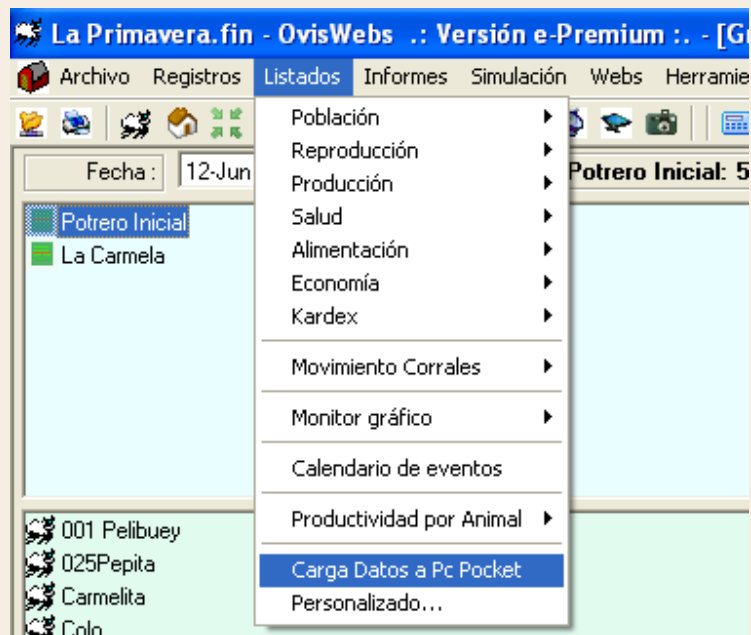 La Primavera.fin - OvisWebs .: Versión e-Premium :. - [G
Archivo Registros Listados Informes Simulación Webs Herramie
Fecha : 12-Jun
Potrero Inicial: 5
Potrero Inicial
La Carmela
Población
Reproducción
Producción
Salud
Alimentación
Economía
Kardex
Movimiento Corrales
Monitor gráfico
Calendario de eventos
Productividad por Animal
Carga Datos a Pc Pocket
Personalizado...
001 Pelibuey
025Pepita
Carmelita
Colo